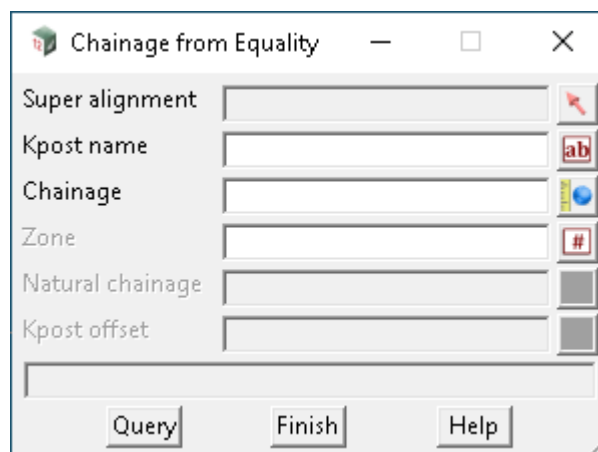 Chainage from Equality
Super alignment
Kpost name
ab
Chainage
Zone
#
Natural chainage
Kpost offset
Query Finish Help